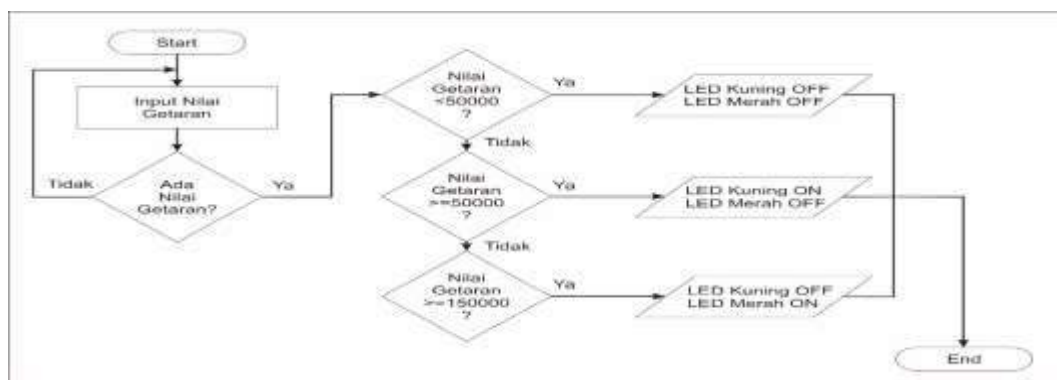 Start
Input Nilai
Getaran
Ada
Nilai
Getaran?
Tidak
Ya
Nilai
Getaran
<50000
?
Ya
LED Kuning OFF
LED Merah OFF
Tidak
Nilai
Getaran
>=50000
?
Ya
LED Kuning ON
LED Merah OFF
Tidak
Nilai
Getaran
>=150000
?
Ya
LED Kuning OFF
LED Merah ON
End